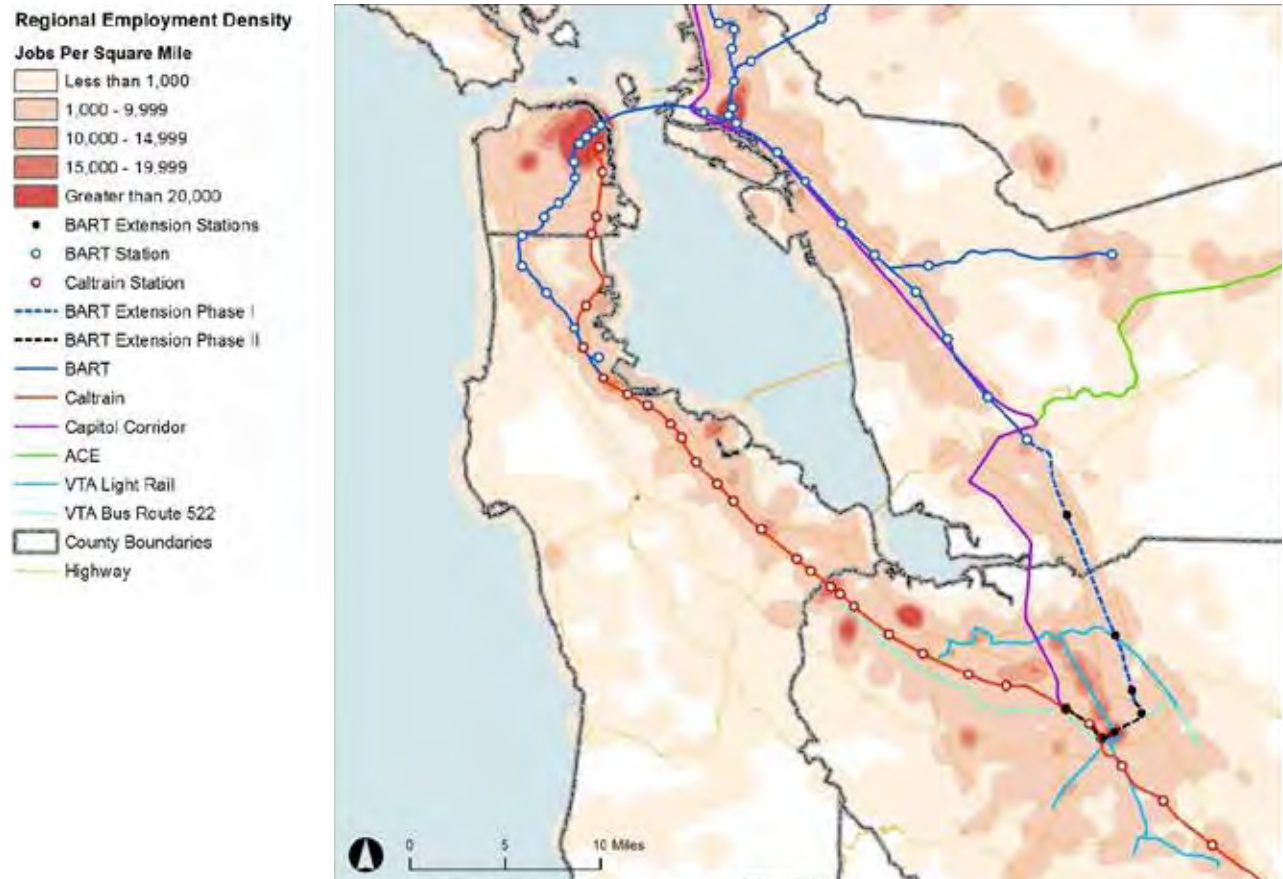 Regional Employment Density
Jobs Per Square Mile
Less than 1,000
1,000 - 9,999
10,000 - 14,999
15,000 - 19,999
Greater than 20,000
BART Extension Stations
BART Station
Caltrain Station
BART Extension Phase I
BART Extension Phase II
BART
Caltrain
Capitol Corridor
ACE
VTA Light Rail
VTA Bus Route 522
County Boundaries
Highway
0 5 10 Miles